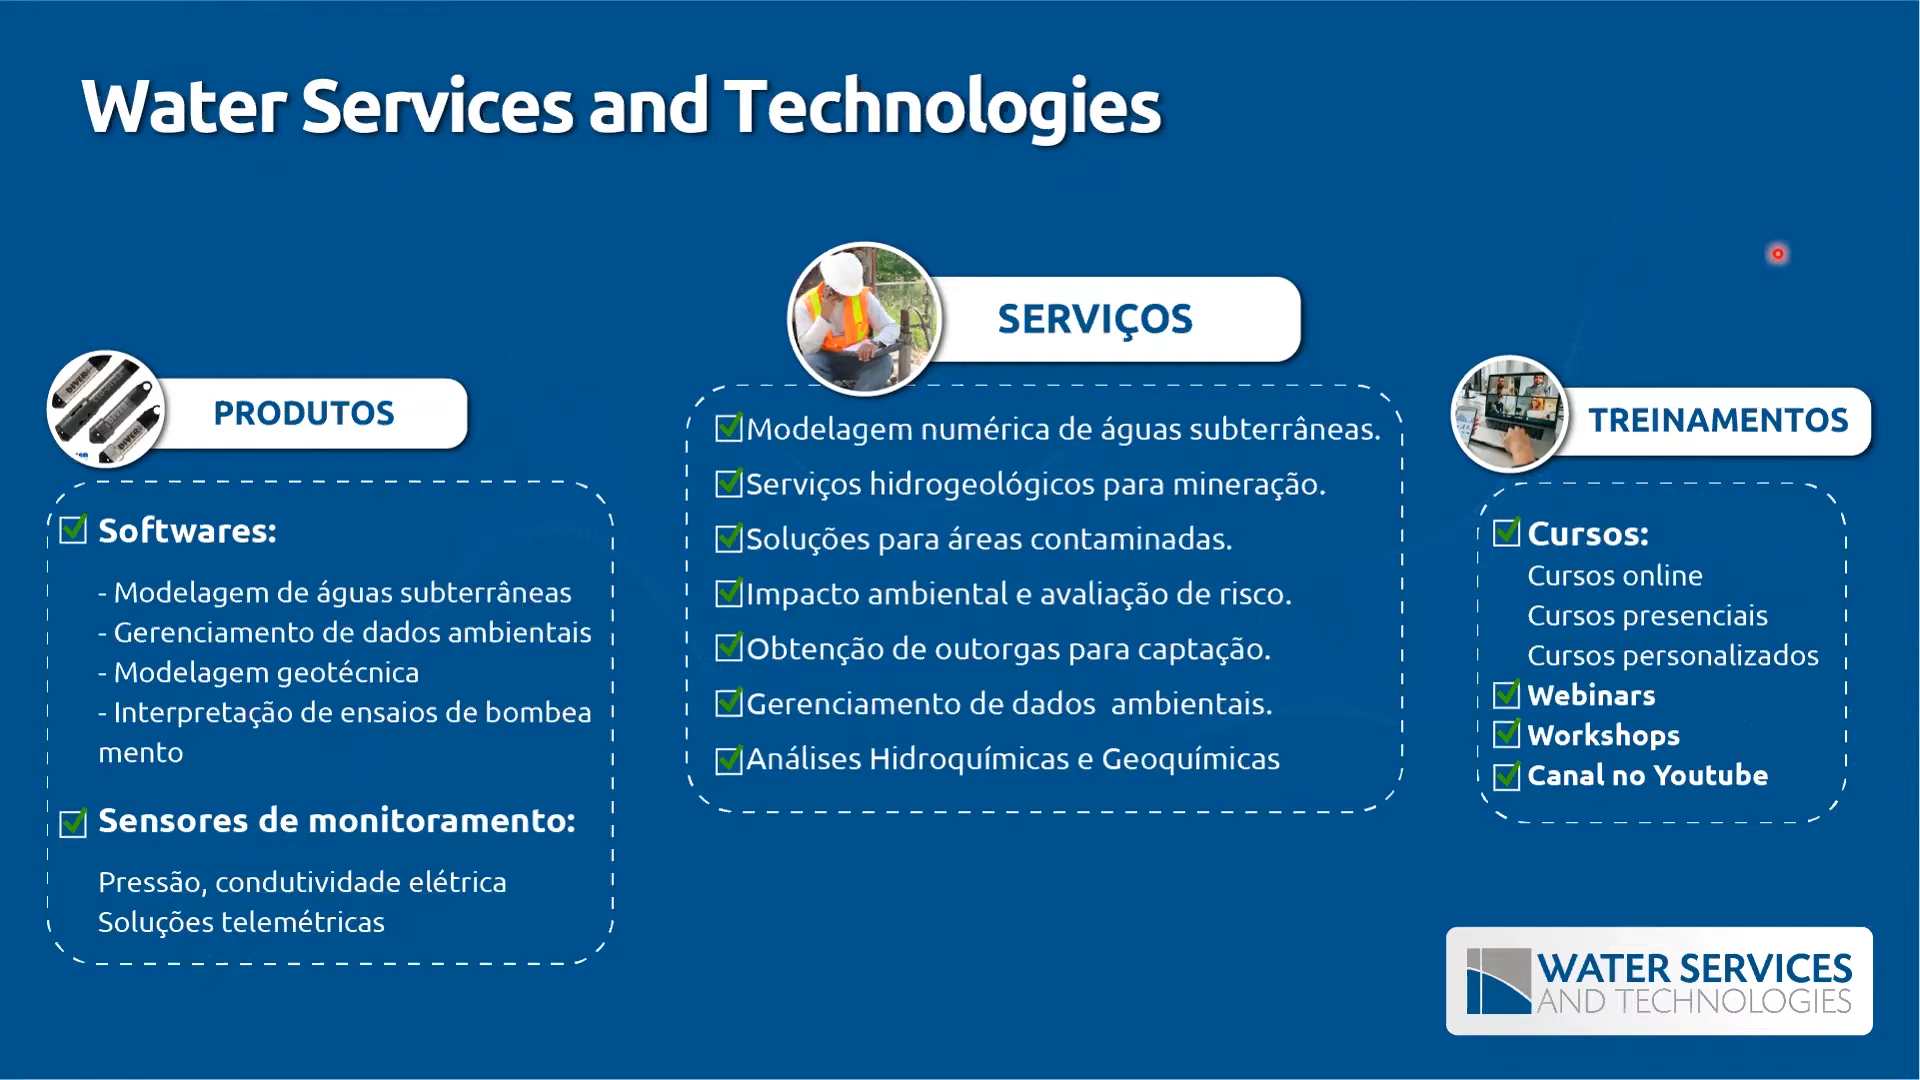 Water Services and Technologies
PRODUTOS
Softwares:
- Modelagem de águas subterrâneas
- Gerenciamento de dados ambientais
- Modelagem geotécnica
- Interpretação de ensaios de bombea
mento
Sensores de monitoramento:
Pressão, condutividade elétrica
Soluções telemétricas
SERVIÇOS
Modelagem numérica de águas subterrâneas.
Serviços hidrogeológicos para mineração.
Soluções para áreas contaminadas.
Impacto ambiental e avaliação de risco.
Obtenção de outorgas para captação.
Gerenciamento de dados  ambientais.
Análises Hidroquímicas e Geoquímicas
TREINAMENTOS
Cursos:
Cursos online
Cursos presenciais
Cursos personalizados
Webinars
Workshops
Canal no Youtube
WATER SERVICES
AND TECHNOLOGIES